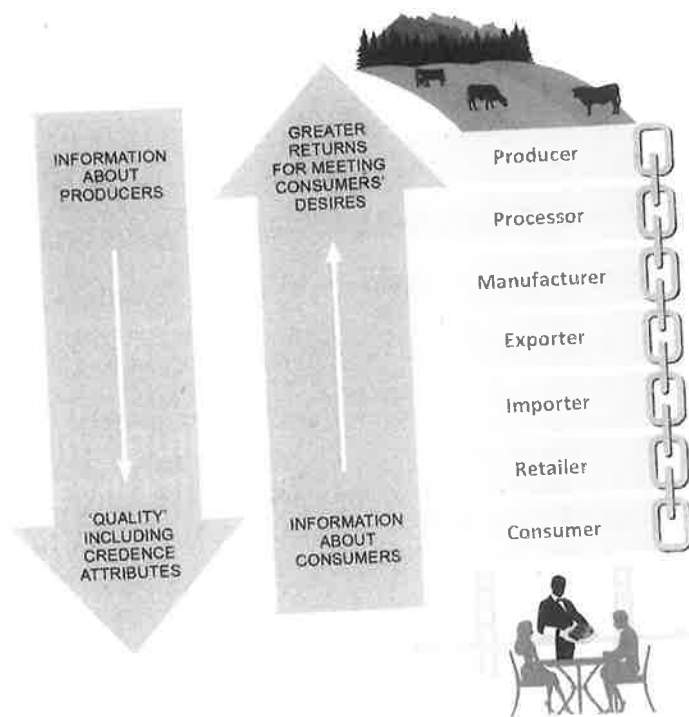 INFORMATION
ABOUT
PRODUCERS
'QUALITY'
INCLUDING
CREDENCE
ATTRIBUTES
GREATER
RETURNS
FOR MEETING
CONSUMERS'
DESIRES
INFORMATION
ABOUT
CONSUMERS
Producer
Processor
Manufacturer
Exporter
Importer
Retailer
Consumer